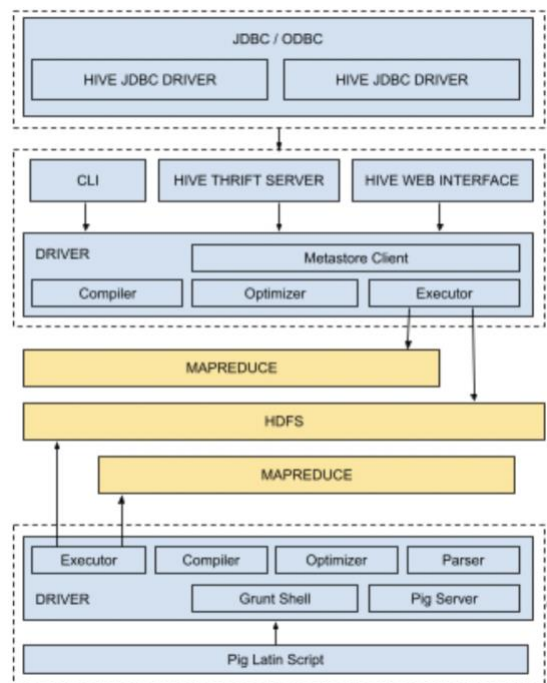 JDBC / ODBC
HIVE JDBC DRIVER
HIVE JDBC DRIVER
CLI
HIVE THRIFT SERVER
HIVE WEB INTERFACE
DRIVER
Metastore Client
Compiler
Optimizer
Executor
MAPREDUCE
HDFS
MAPREDUCE
Executor
Compiler
Optimizer
Parser
DRIVER
Grunt Shell
Pig Server
Pig Latin Script